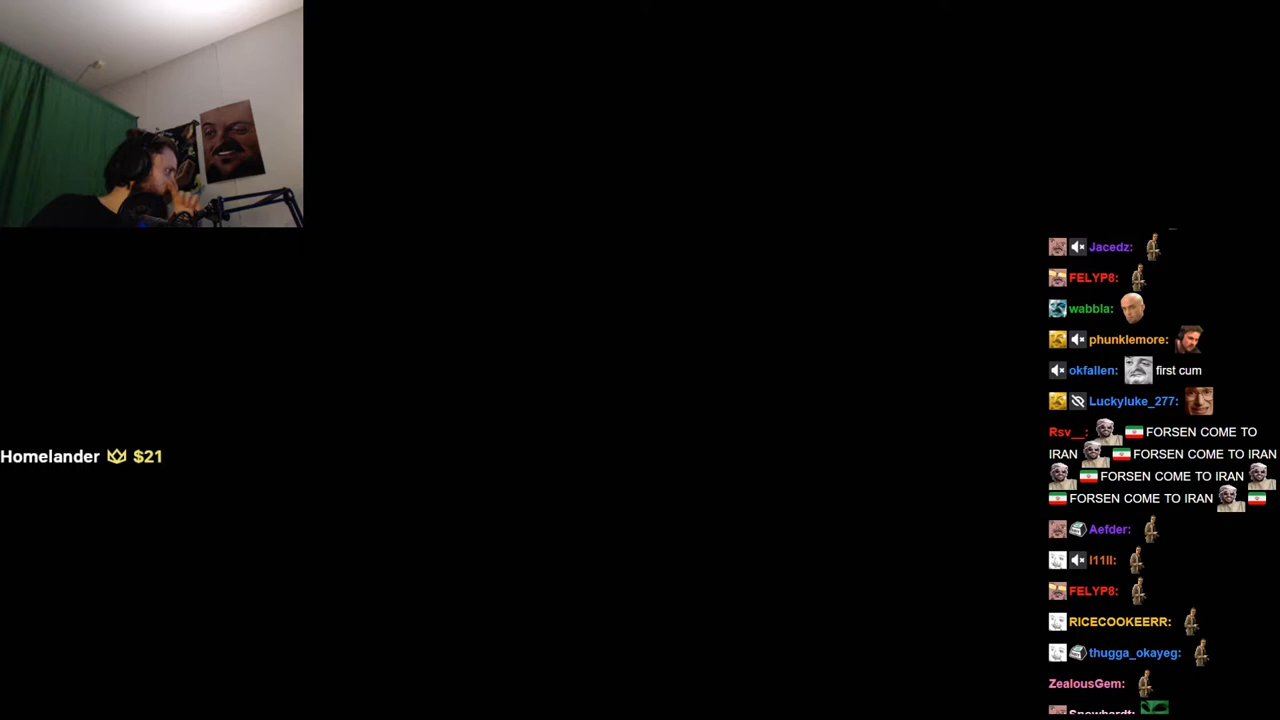 Jacedz:
FELYP8:
wabbla:
phunklemore:
okfallen: first cum
Luckyluke_277:
Homelander $21
Rsv__: FORSEN COME TO
IRAN FORSEN COME TO IRAN
FORSEN COME TO IRAN
FORSEN COME TO IRAN
Aefder:
I11II:
FELYP8:
RICECOOKEERR:
thugga_okayeg:
ZealousGem: